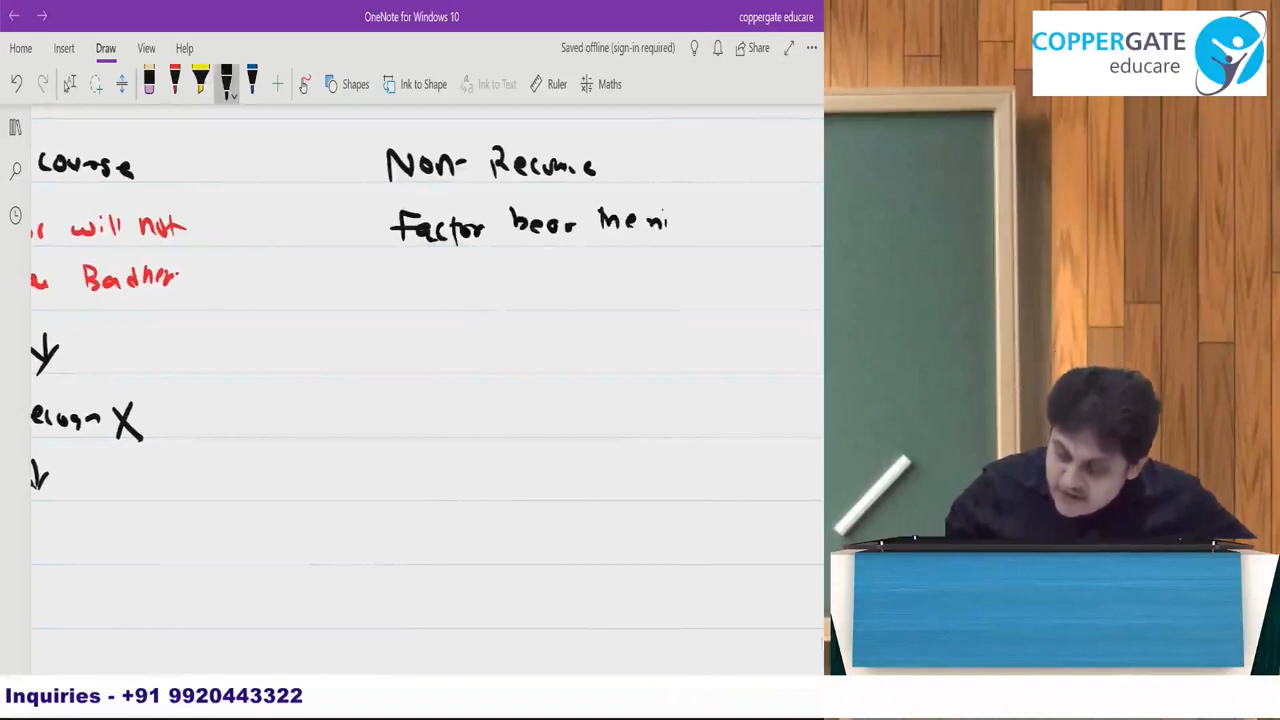 OneNote for Windows 10
coppergate educare
COPPERGATE
educare
Home Insert Draw View Help
Saved offline (sign-in required)
Share
Shapes
Ink to Shape
Ink to Text
Ruler
Maths
course
Non-
will not
Factor bear the
X
Inquiries - +91 9920443322